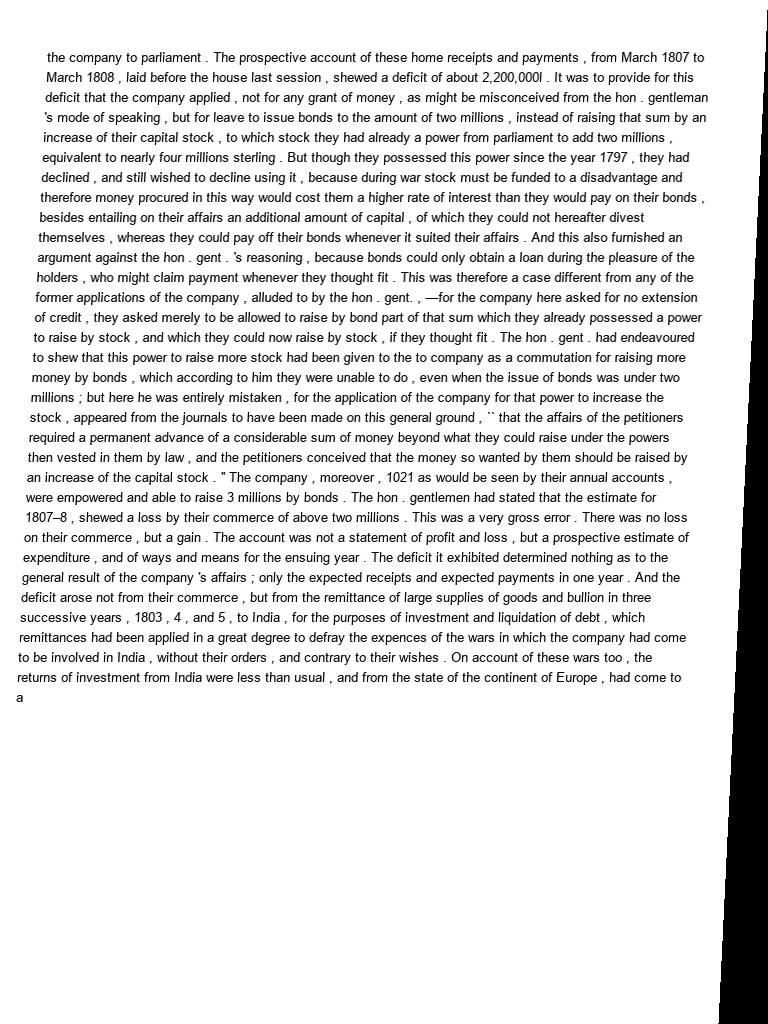 the company to parliament . The prospective account of these home receipts and payments , from March 1807 to
March 1808 , laid before the house last session , shewed a deficit of about 2,200,000l . It was to provide for this
deficit that the company applied , not for any grant of money , as might be misconceived from the hon . gentleman
's mode of speaking , but for leave to issue bonds to the amount of two millions , instead of raising that sum by an
increase of their capital stock , to which stock they had already a power from parliament to add two millions ,
equivalent to nearly four millions sterling . But though they possessed this power since the year 1797 , they had
declined , and still wished to decline using it , because during war stock must be funded to a disadvantage and
therefore money procured in this way would cost them a higher rate of interest than they would pay on their bonds ,
besides entailing on their affairs an additional amount of capital , of which they could not hereafter divest
themselves , whereas they could pay off their bonds whenever it suited their affairs . And this also furnished an
argument against the hon . gent . 's reasoning , because bonds could only obtain a loan during the pleasure of the
holders , who might claim payment whenever they thought fit . This was therefore a case different from any of the
former applications of the company , alluded to by the hon . gent. , —for the company here asked for no extension
of credit , they asked merely to be allowed to raise by bond part of that sum which they already possessed a power
to raise by stock , and which they could now raise by stock , if they thought fit . The hon . gent . had endeavoured
to shew that this power to raise more stock had been given to the to company as a commutation for raising more
money by bonds , which according to him they were unable to do , even when the issue of bonds was under two
millions ; but here he was entirely mistaken , for the application of the company for that power to increase the
stock , appeared from the journals to have been made on this general ground , `` that the affairs of the petitioners
required a permanent advance of a considerable sum of money beyond what they could raise under the powers
then vested in them by law , and the petitioners conceived that the money so wanted by them should be raised by
an increase of the capital stock . " The company , moreover , 1021 as would be seen by their annual accounts ,
were empowered and able to raise 3 millions by bonds . The hon . gentlemen had stated that the estimate for
1807–8 , shewed a loss by their commerce of above two millions . This was a very gross error . There was no loss
on their commerce , but a gain . The account was not a statement of profit and loss , but a prospective estimate of
expenditure , and of ways and means for the ensuing year . The deficit it exhibited determined nothing as to the
general result of the company 's affairs ; only the expected receipts and expected payments in one year . And the
deficit arose not from their commerce , but from the remittance of large supplies of goods and bullion in three
successive years , 1803 , 4 , and 5 , to India , for the purposes of investment and liquidation of debt , which
remittances had been applied in a great degree to defray the expences of the wars in which the company had come
to be involved in India , without their orders , and contrary to their wishes . On account of these wars too , the
returns of investment from India were less than usual , and from the state of the continent of Europe , had come to
a